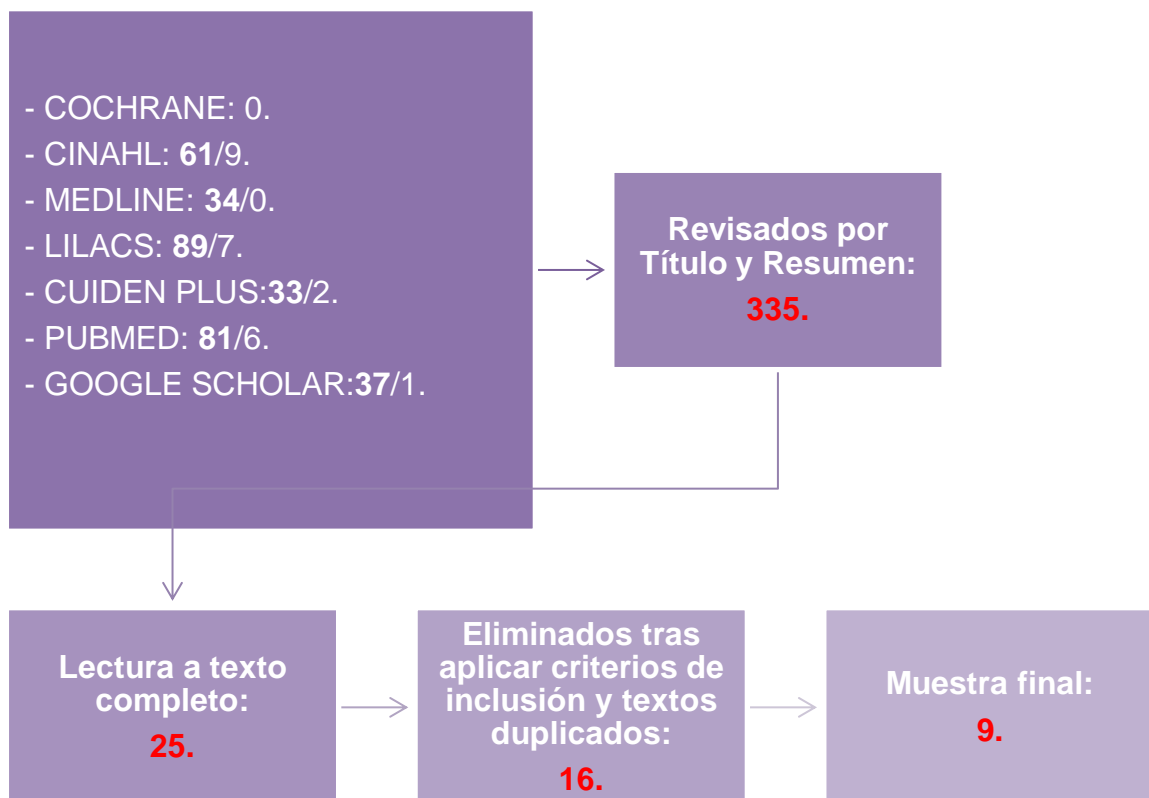 - COCHRANE: 0.
- CINAHL: 61/9.
- MEDLINE: 34/0.
- LILACS: 89/7.
- CUIDEN PLUS:33/2.
- PUBMED: 81/6.
- GOOGLE SCHOLAR:37/1.
Revisados por
Título y Resumen:
335.
Lectura a texto
completo:
25.
Eliminados tras
aplicar criterios de
inclusión y textos
duplicados:
16.
Muestra final:
9.